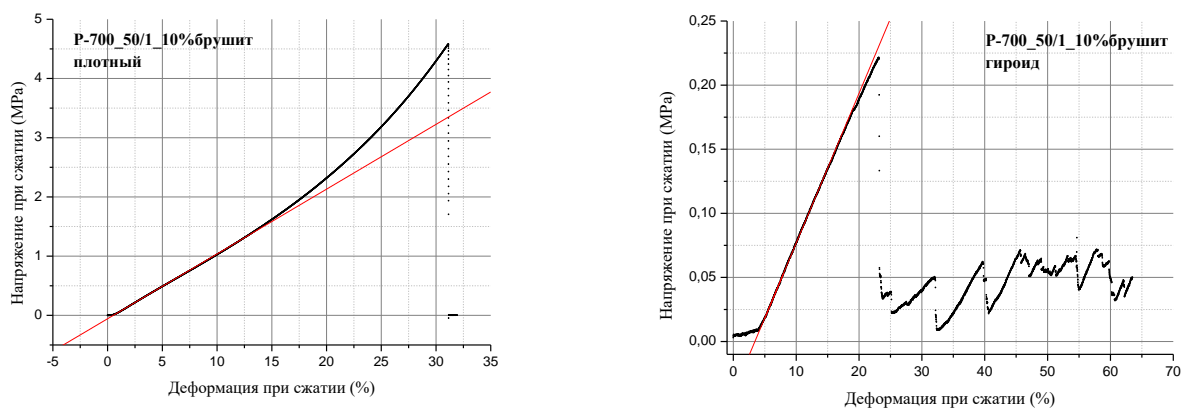 P-700_50/1_10%брушит
плотный
Напряжение при сжатии (MPa)
5
4
3
2
1
0
-5 0 5 10 15 20 25 30 35
Деформация при сжатии (%)
P-700_50/1_10%брушит
гироид
Напряжение при сжатии (MPa)
0,25
0,20
0,15
0,10
0,05
0,00
0 10 20 30 40 50 60 70
Деформация при сжатии (%)